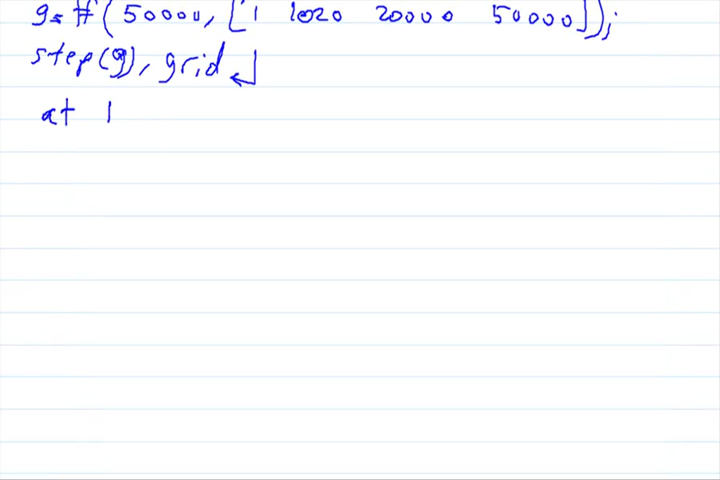 g=tf(50000,[1 1020 20000 50000]);
step(g), grid ↵
at 1